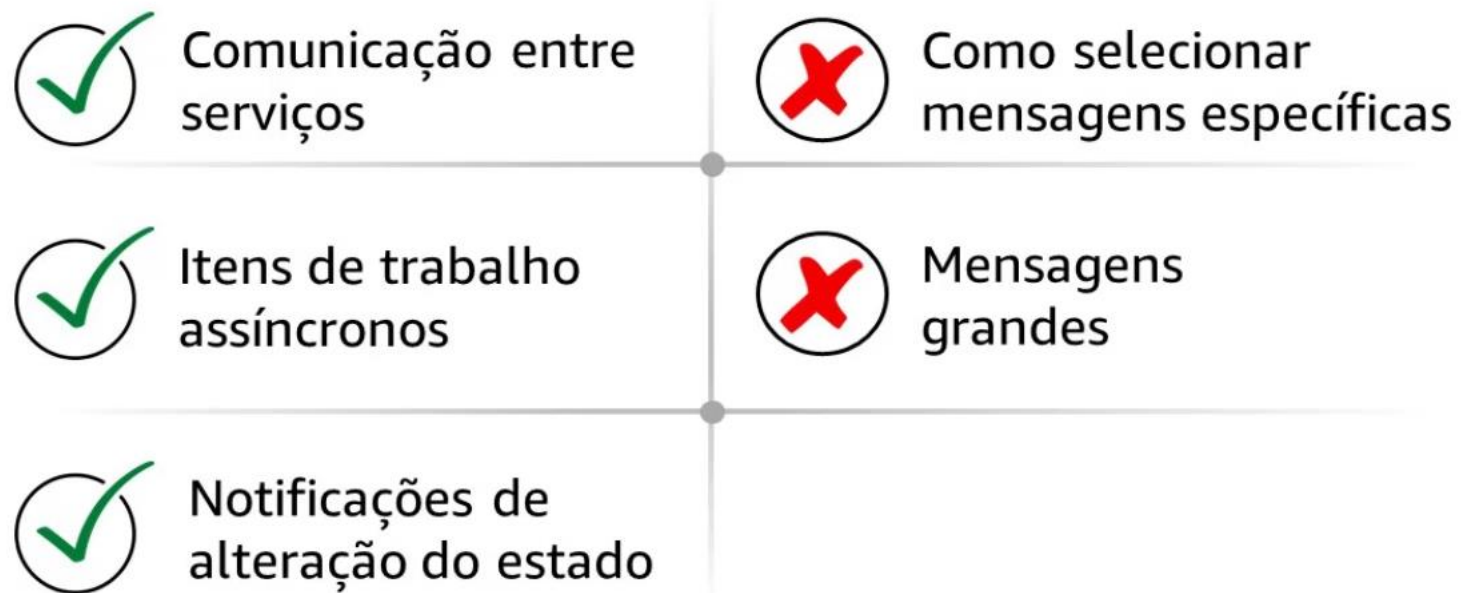 Comunicação entre
serviços
Como selecionar
mensagens específicas
Itens de trabalho
assíncronos
Mensagens
grandes
Notificações de
alteração do estado